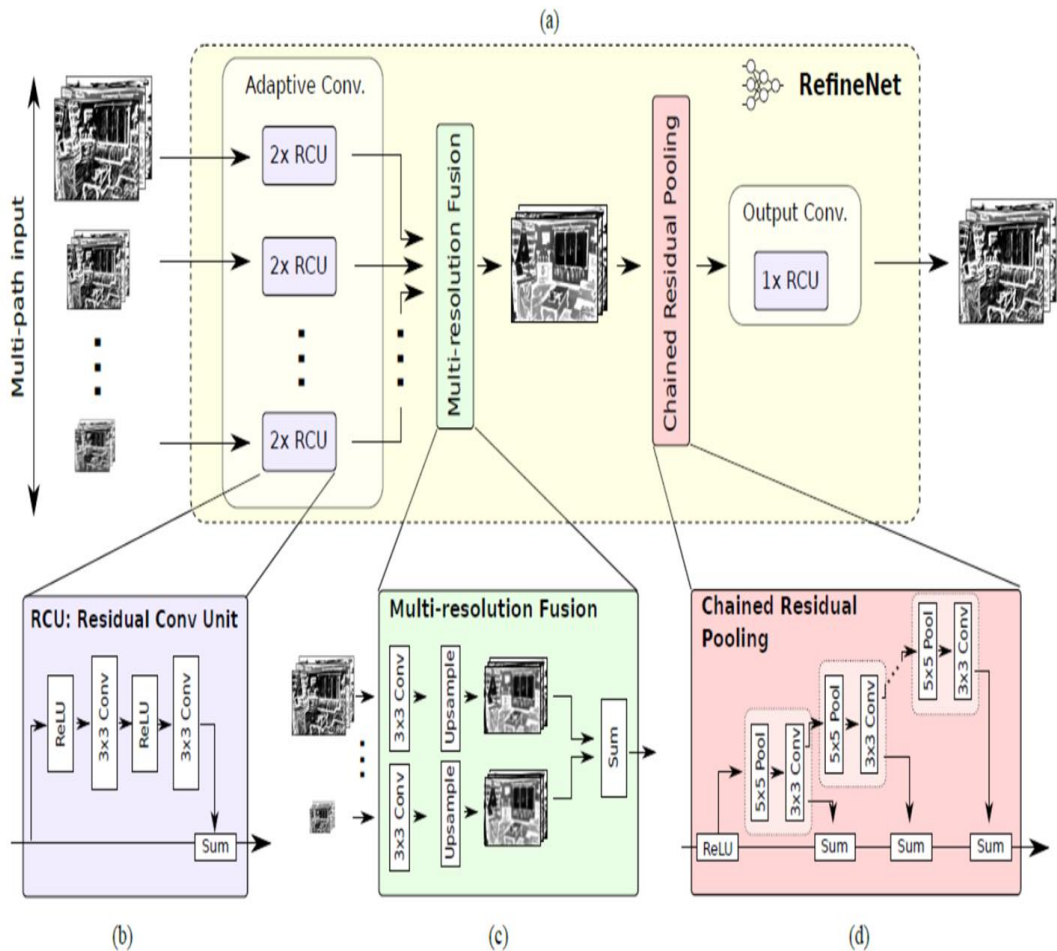 (a)
Multi-path input
Adaptive Conv.
2x RCU
2x RCU
2x RCU
Multi-resolution Fusion
Chained Residual Pooling
RefineNet
Output Conv.
1x RCU
RCU: Residual Conv Unit
ReLU
3x3 Conv
ReLU
3x3 Conv
Sum
Multi-resolution Fusion
3x3 Conv
Upsample
3x3 Conv
Upsample
Sum
Chained Residual
Pooling
5x5 Pool
3x3 Conv
5x5 Pool
3x3 Conv
5x5 Pool
3x3 Conv
ReLU
Sum
Sum
Sum
(b)
(c)
(d)